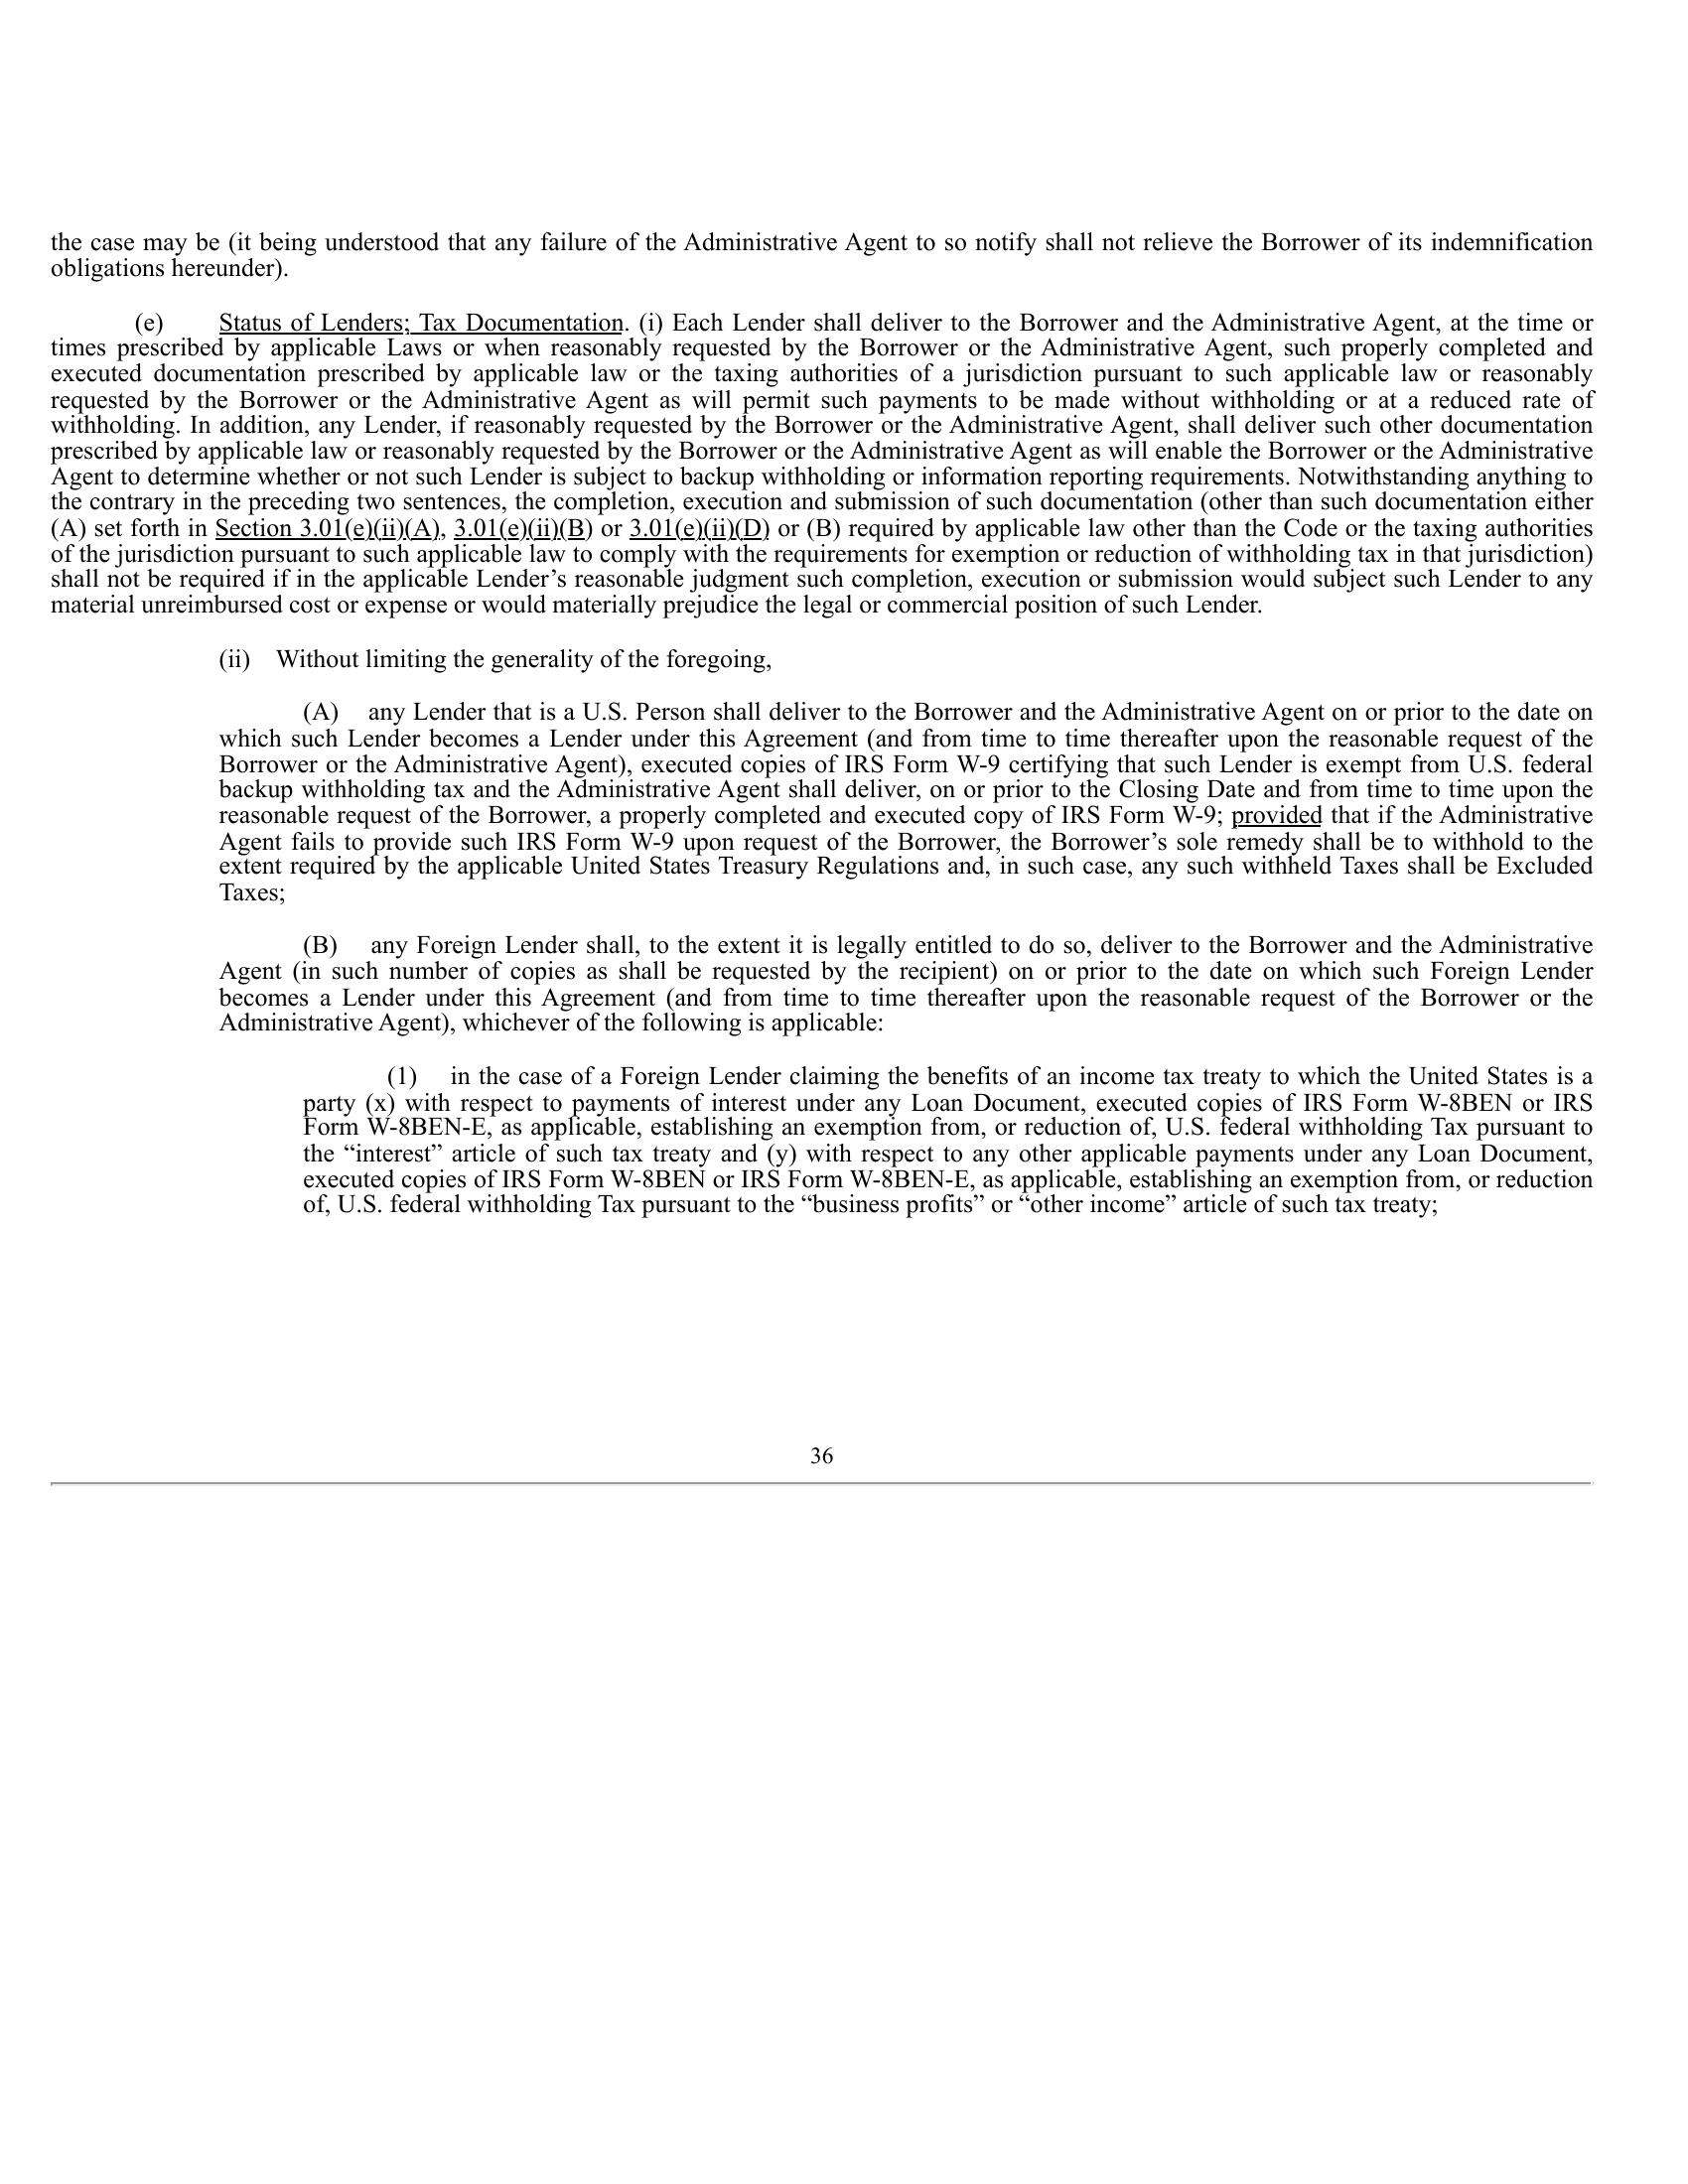 the case may be (it being understood that any failure of the Administrative Agent to so notify shall not relieve the Borrower of its indemnification
obligations hereunder).
(e) Status of Lenders; Tax Documentation. (i) Each Lender shall deliver to the Borrower and the Administrative Agent, at the time or
times prescribed by applicable Laws or when reasonably requested by the Borrower or the Administrative Agent, such properly completed and
executed documentation prescribed by applicable law or the taxing authorities of a jurisdiction pursuant to such applicable law or reasonably
requested by the Borrower or the Administrative Agent as will permit such payments to be made without withholding or at a reduced rate of
withholding. In addition, any Lender, if reasonably requested by the Borrower or the Administrative Agent, shall deliver such other documentation
prescribed by applicable law or reasonably requested by the Borrower or the Administrative Agent as will enable the Borrower or the Administrative
Agent to determine whether or not such Lender is subject to backup withholding or information reporting requirements. Notwithstanding anything to
the contrary in the preceding two sentences, the completion, execution and submission of such documentation (other than such documentation either
(A) set forth in Section 3.01(e)(ii)(A), 3.01(e)(ii)(B) or 3.01(e)(ii)(D) or (B) required by applicable law other than the Code or the taxing authorities
of the jurisdiction pursuant to such applicable law to comply with the requirements for exemption or reduction of withholding tax in that jurisdiction)
shall not be required if in the applicable Lender’s reasonable judgment such completion, execution or submission would subject such Lender to any
material unreimbursed cost or expense or would materially prejudice the legal or commercial position of such Lender.
(ii) Without limiting the generality of the foregoing,
(A) any Lender that is a U.S. Person shall deliver to the Borrower and the Administrative Agent on or prior to the date on
which such Lender becomes a Lender under this Agreement (and from time to time thereafter upon the reasonable request of the
Borrower or the Administrative Agent), executed copies of IRS Form W-9 certifying that such Lender is exempt from U.S. federal
backup withholding tax and the Administrative Agent shall deliver, on or prior to the Closing Date and from time to time upon the
reasonable request of the Borrower, a properly completed and executed copy of IRS Form W-9; provided that if the Administrative
Agent fails to provide such IRS Form W-9 upon request of the Borrower, the Borrower’s sole remedy shall be to withhold to the
extent required by the applicable United States Treasury Regulations and, in such case, any such withheld Taxes shall be Excluded
Taxes;
(B) any Foreign Lender shall, to the extent it is legally entitled to do so, deliver to the Borrower and the Administrative
Agent (in such number of copies as shall be requested by the recipient) on or prior to the date on which such Foreign Lender
becomes a Lender under this Agreement (and from time to time thereafter upon the reasonable request of the Borrower or the
Administrative Agent), whichever of the following is applicable:
(1) in the case of a Foreign Lender claiming the benefits of an income tax treaty to which the United States is a
party (x) with respect to payments of interest under any Loan Document, executed copies of IRS Form W-8BEN or IRS
Form W-8BEN-E, as applicable, establishing an exemption from, or reduction of, U.S. federal withholding Tax pursuant to
the “interest” article of such tax treaty and (y) with respect to any other applicable payments under any Loan Document,
executed copies of IRS Form W-8BEN or IRS Form W-8BEN-E, as applicable, establishing an exemption from, or reduction
of, U.S. federal withholding Tax pursuant to the “business profits” or “other income” article of such tax treaty;
36